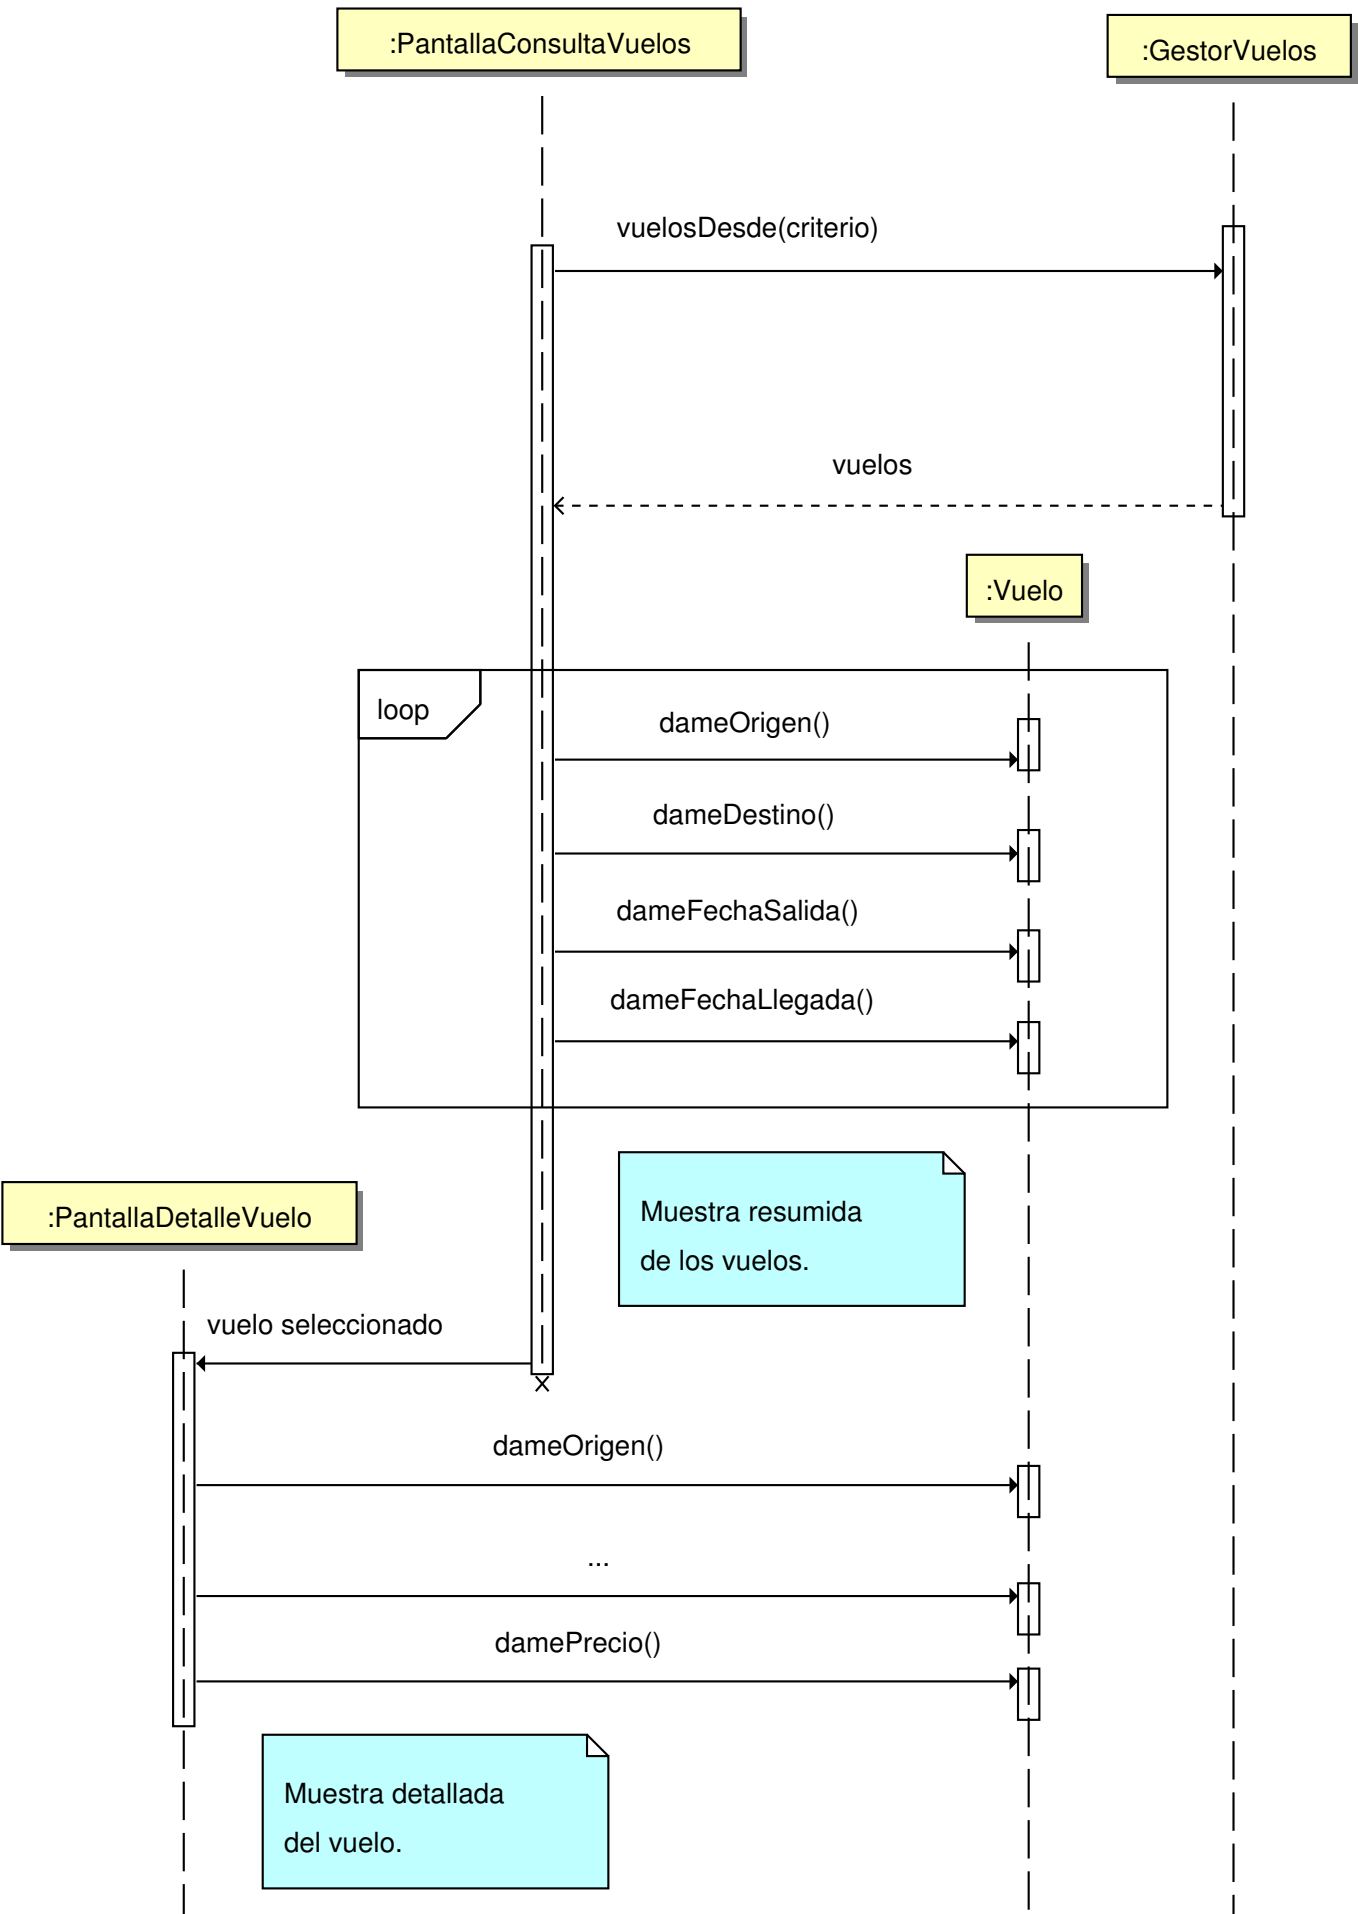 :PantallaConsultaVuelos
:GestorVuelos
vuelosDesde(criterio)
vuelos
:Vuelo
loop
dameOrigen()
dameDestino()
dameFechaSalida()
dameFechaLlegada()
Muestra resumida
de los vuelos.
:PantallaDetalleVuelo
vuelo seleccionado
dameOrigen()
...
damePrecio()
Muestra detallada
del vuelo.